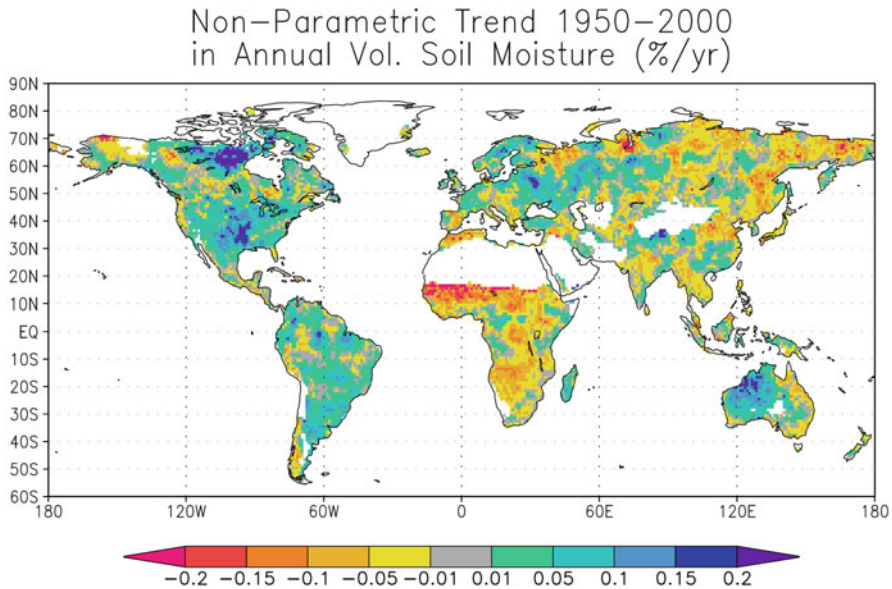 Non-Parametric Trend 1950-2000
in Annual Vol. Soil Moisture (%/yr)
90N
80N
70N
60N
50N
40N
30N
20N
10N
EQ
10S
20S
30S
40S
50S
60S
180 120W 60W 0 60E 120E 180
-0.2 -0.15 -0.1 -0.05 -0.01 0.01 0.05 0.1 0.15 0.2